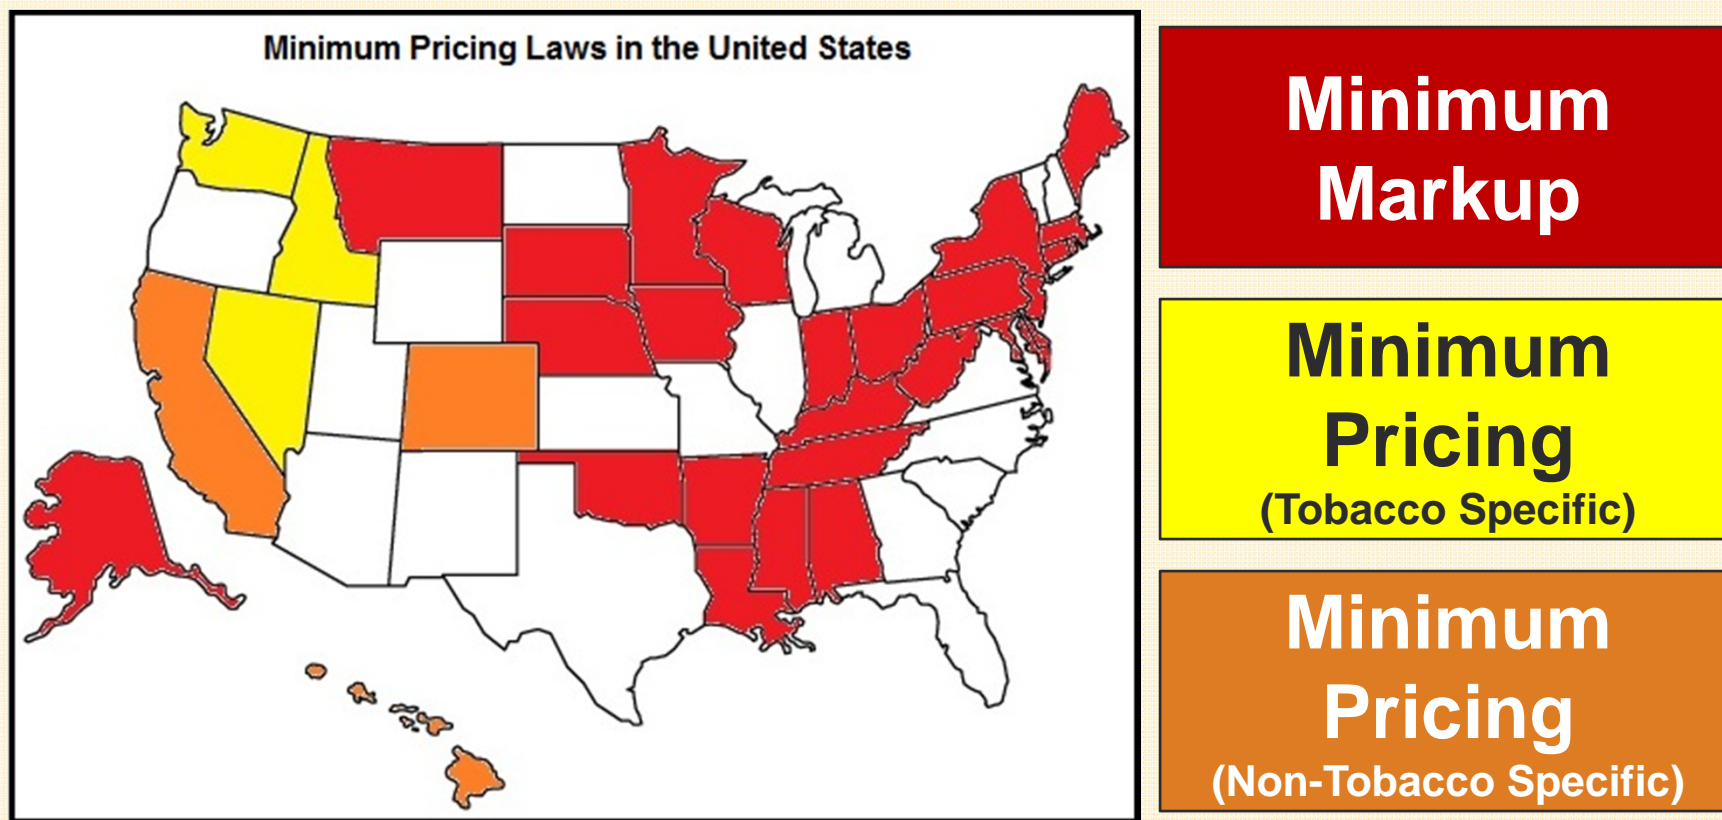 Minimum Pricing Laws in the United States
Minimum
Markup
Minimum
Pricing
(Tobacco Specific)
Minimum
Pricing
(Non-Tobacco Specific)